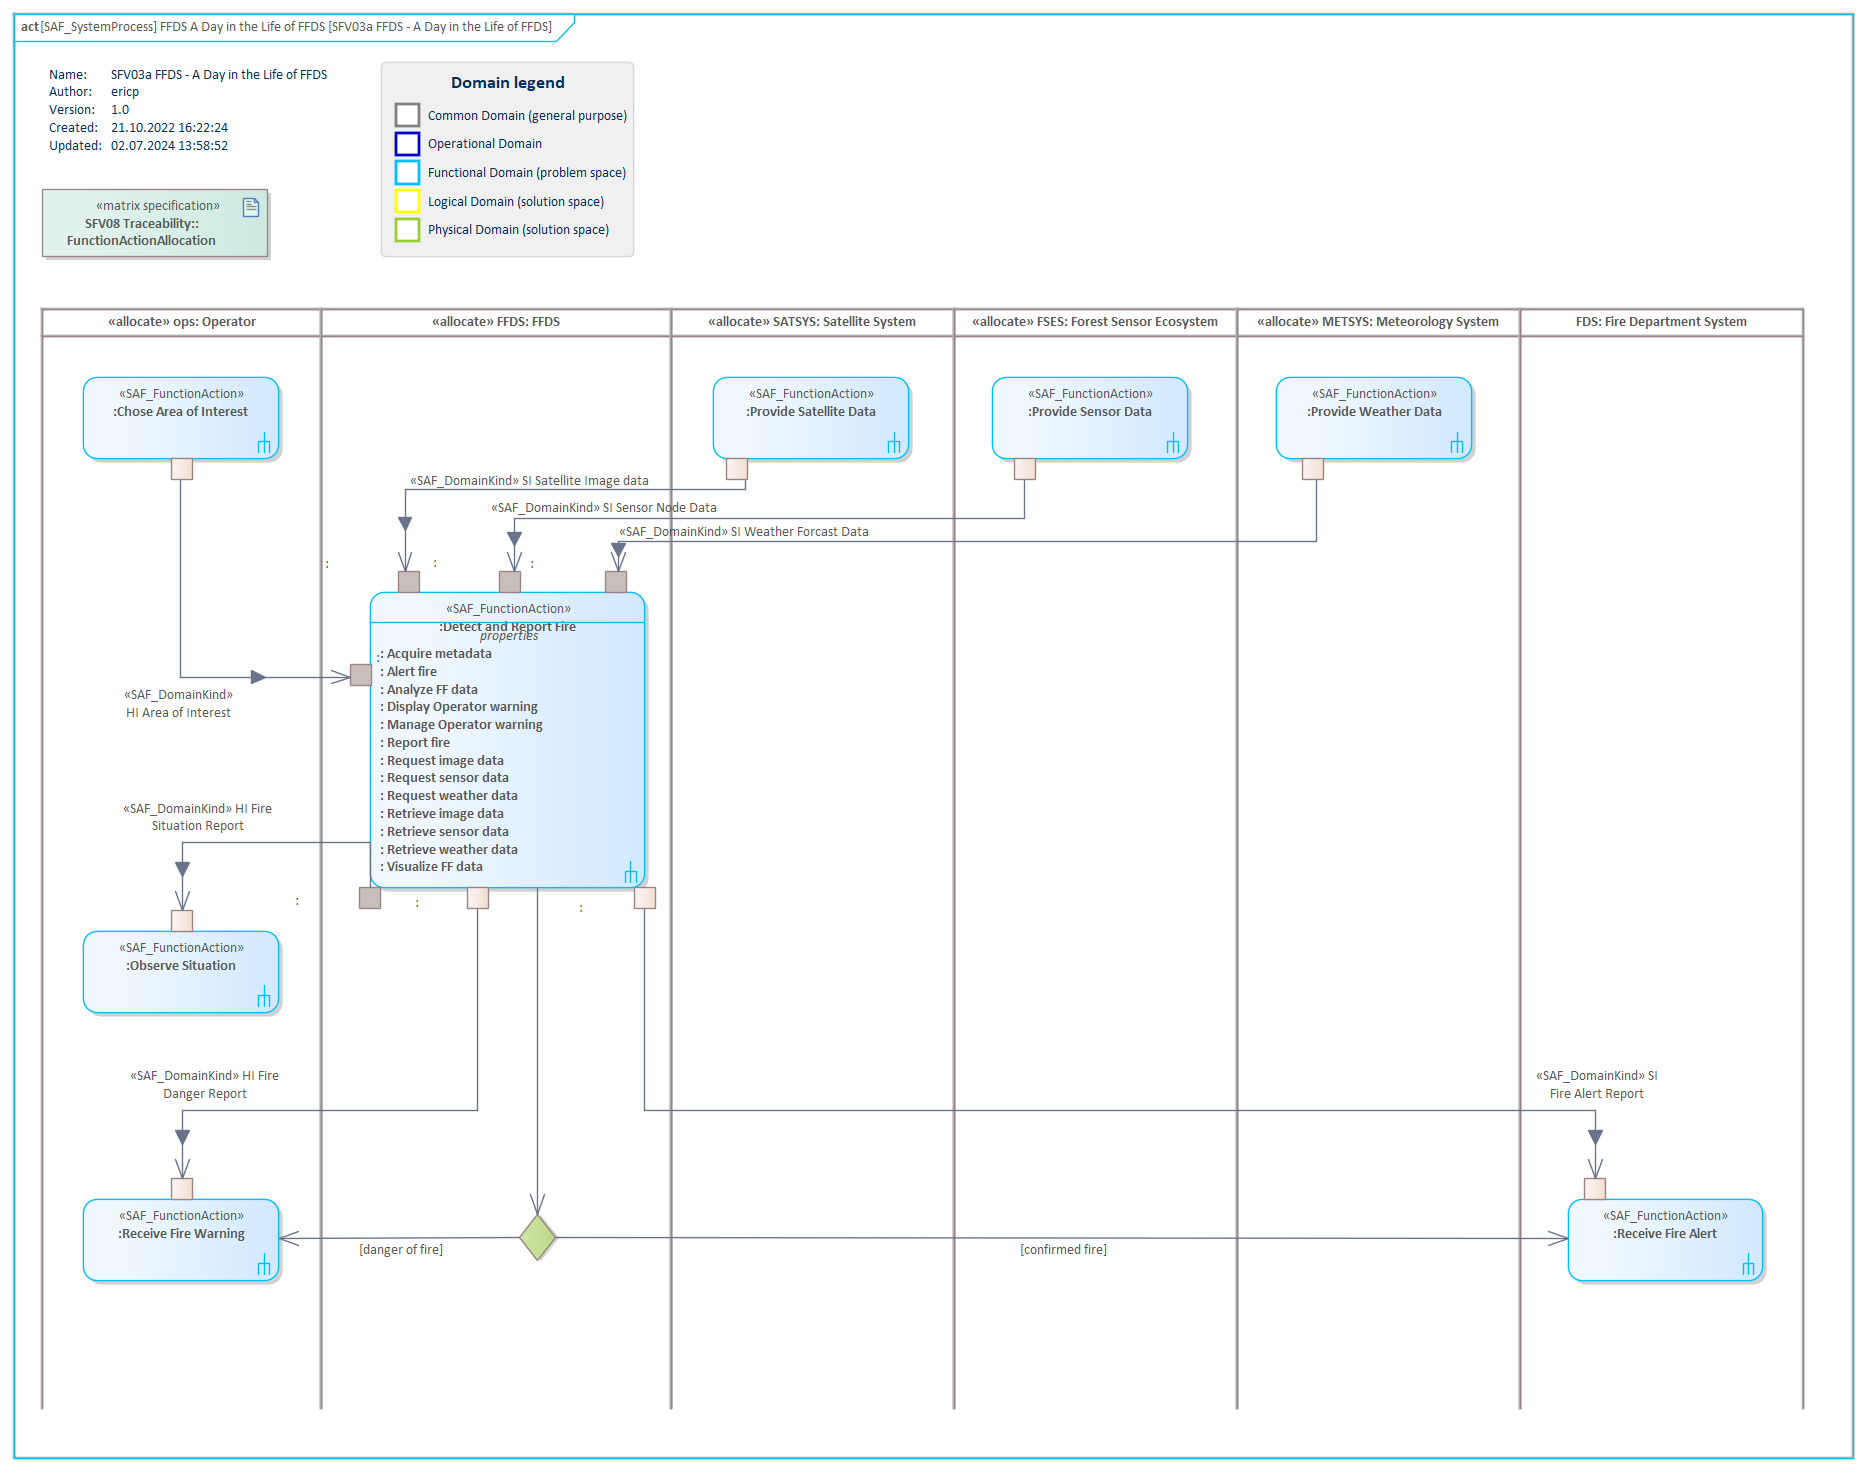 act[SAF_SystemProcess] FFDS A Day in the Life of FFDS [SFV03a FFDS - A Day in the Life of FFDS]
Name: SFV03a FFDS - A Day in the Life of FFDS
Author: ericp
Version: 1.0
Created: 21.10.2022 16:22:24
Updated: 02.07.2024 13:58:52
Domain legend
Common Domain (general purpose)
Operational Domain
Functional Domain (problem space)
Logical Domain (solution space)
Physical Domain (solution space)
«matrix specification»
SFV08 Traceability::
FunctionActionAllocation
«allocate» ops: Operator
«allocate» FFDS: FFDS
«allocate» SATSYS: Satellite System
«allocate» FSES: Forest Sensor Ecosystem
«allocate» METSYS: Meteorology System
FDS: Fire Department System
«SAF_FunctionAction»
:Chose Area of Interest
«SAF_FunctionAction»
:Provide Satellite Data
«SAF_FunctionAction»
:Provide Sensor Data
«SAF_FunctionAction»
:Provide Weather Data
«SAF_DomainKind» SI Satellite Image data
«SAF_DomainKind» SI Sensor Node Data
«SAF_DomainKind» SI Weather Forcast Data
:
:
:
«SAF_FunctionAction»
:Detect and Report Fire
properties
:
: Acquire metadata
: Alert fire
: Analyze FF data
: Display Operator warning
: Manage Operator warning
: Report fire
: Request image data
: Request sensor data
: Request weather data
: Retrieve image data
: Retrieve sensor data
: Retrieve weather data
: Visualize FF data
«SAF_DomainKind»
HI Area of Interest
«SAF_DomainKind» HI Fire
Situation Report
:
:
:
«SAF_FunctionAction»
:Observe Situation
«SAF_DomainKind» HI Fire
Danger Report
«SAF_DomainKind» SI
Fire Alert Report
«SAF_FunctionAction»
:Receive Fire Warning
[danger of fire]
[confirmed fire]
«SAF_FunctionAction»
:Receive Fire Alert